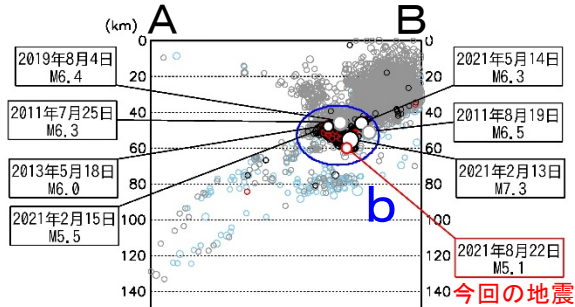 (km)
A
B
0
20
40
60
80
100
120
140
0
20
40
60
80
100
120
140
2019年8月4日
M6.4
2011年7月25日
M6.3
2013年5月18日
M6.0
2021年2月15日
M5.5
2021年5月14日
M6.3
2011年8月19日
M6.5
2021年2月13日
M7.3
b
2021年8月22日
M5.1
今回の地震